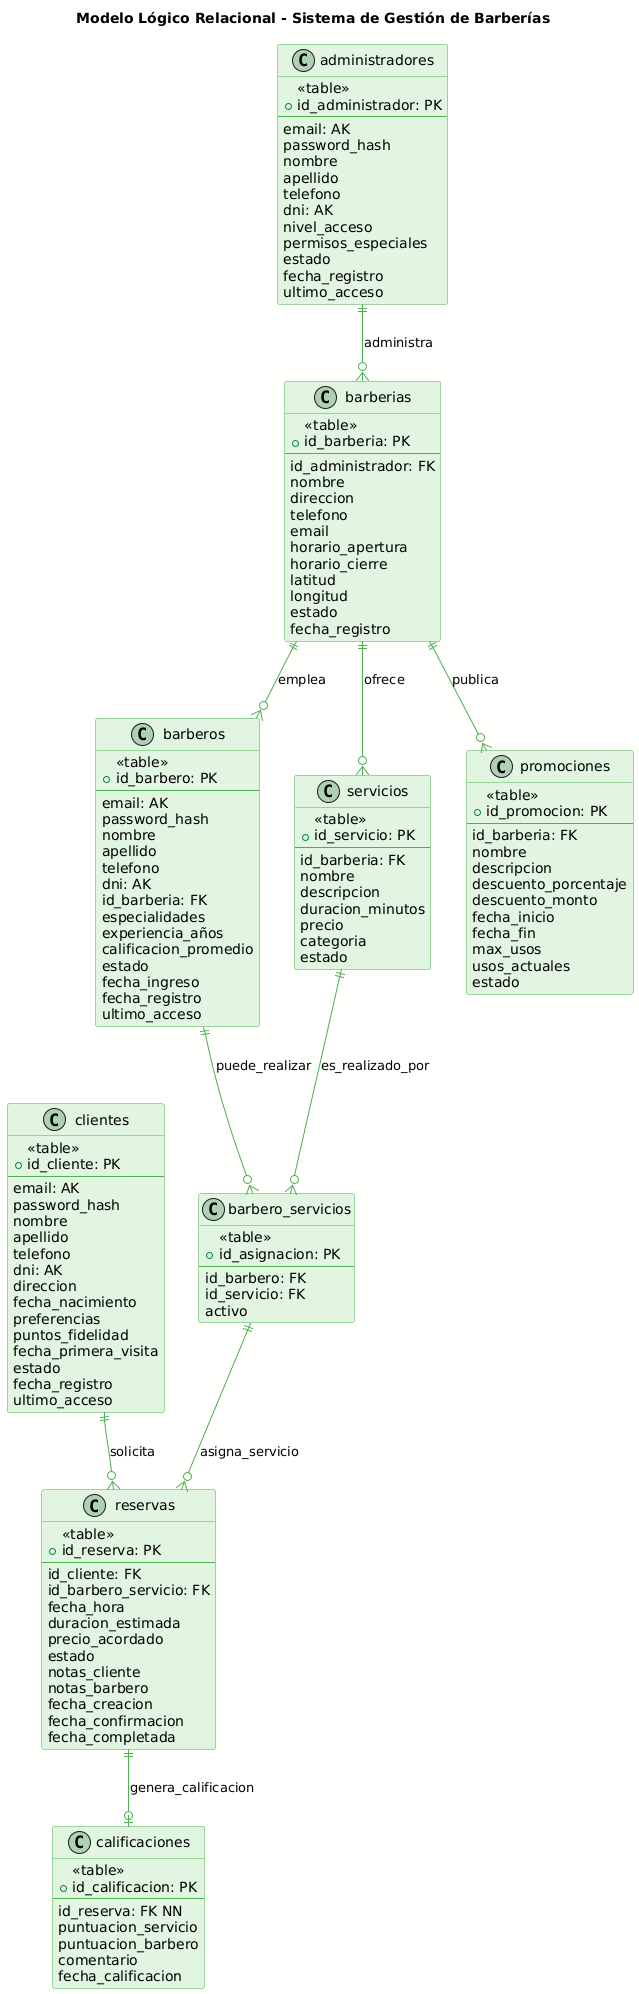 Modelo Lógico Relacional - Sistema de Gestión de Barberías
C administradores
«table»
id_administrador: PK
email: AK
password_hash
nombre
apellido
telefono
dni: AK
nivel_acceso
permisos_especiales
estado
fecha_registro
ultimo_acceso
administra
C barberias
«table»
id_barberia: PK
id_administrador: FK
nombre
direccion
telefono
email
horario_apertura
horario_cierre
latitud
longitud
estado
fecha_registro
emplea
ofrece
publica
C barberos
«table»
id_barbero: PK
email: AK
password_hash
nombre
apellido
telefono
dni: AK
id_barberia: FK
especialidades
experiencia_años
calificacion_promedio
estado
fecha_ingreso
fecha_registro
ultimo_acceso
C servicios
«table»
id_servicio: PK
id_barberia: FK
nombre
descripcion
duracion_minutos
precio
categoria
estado
C promociones
«table»
id_promocion: PK
id_barberia: FK
nombre
descripcion
descuento_porcentaje
descuento_monto
fecha_inicio
fecha_fin
max_usos
usos_actuales
estado
puede_realizar
es_realizado_por
C clientes
«table»
id_cliente: PK
email: AK
password_hash
nombre
apellido
telefono
dni: AK
direccion
fecha_nacimiento
preferencias
puntos_fidelidad
fecha_primera_visita
estado
fecha_registro
ultimo_acceso
C barbero_servicios
«table»
id_asignacion: PK
id_barbero: FK
id_servicio: FK
activo
solicita
asigna_servicio
C reservas
«table»
id_reserva: PK
id_cliente: FK
id_barbero_servicio: FK
fecha_hora
duracion_estimada
precio_acordado
estado
notas_cliente
notas_barbero
fecha_creacion
fecha_confirmacion
fecha_completada
genera_calificacion
C calificaciones
«table»
id_calificacion: PK
id_reserva: FK NN
puntuacion_servicio
puntuacion_barbero
comentario
fecha_calificacion